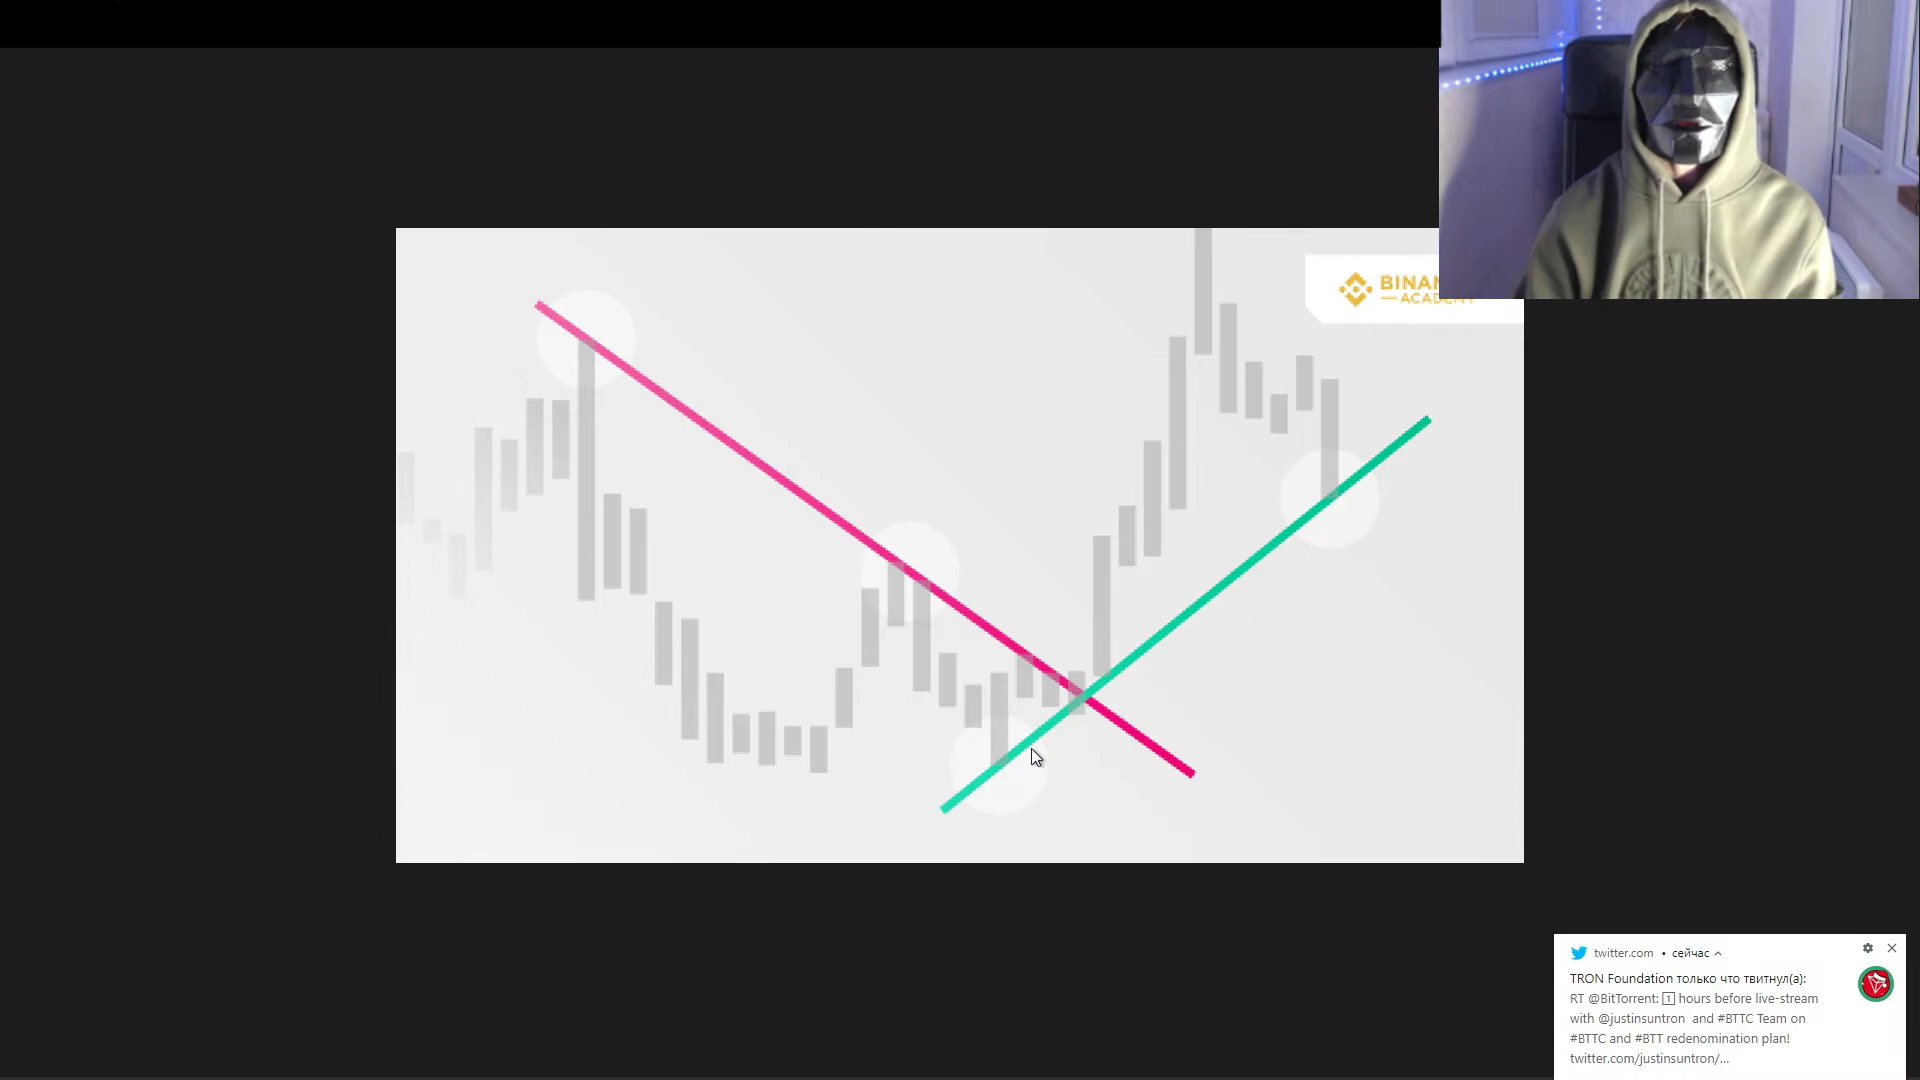 BINAN
ACADEMY
twitter.com • сейчас
TRON Foundation только что твитнул(а):
RT @BitTorrent: 1️⃣ hours before live-stream
with @justinsuntron and #BTTC Team on
#BTTC and #BTT redenomination plan!
twitter.com/justinsuntron/...